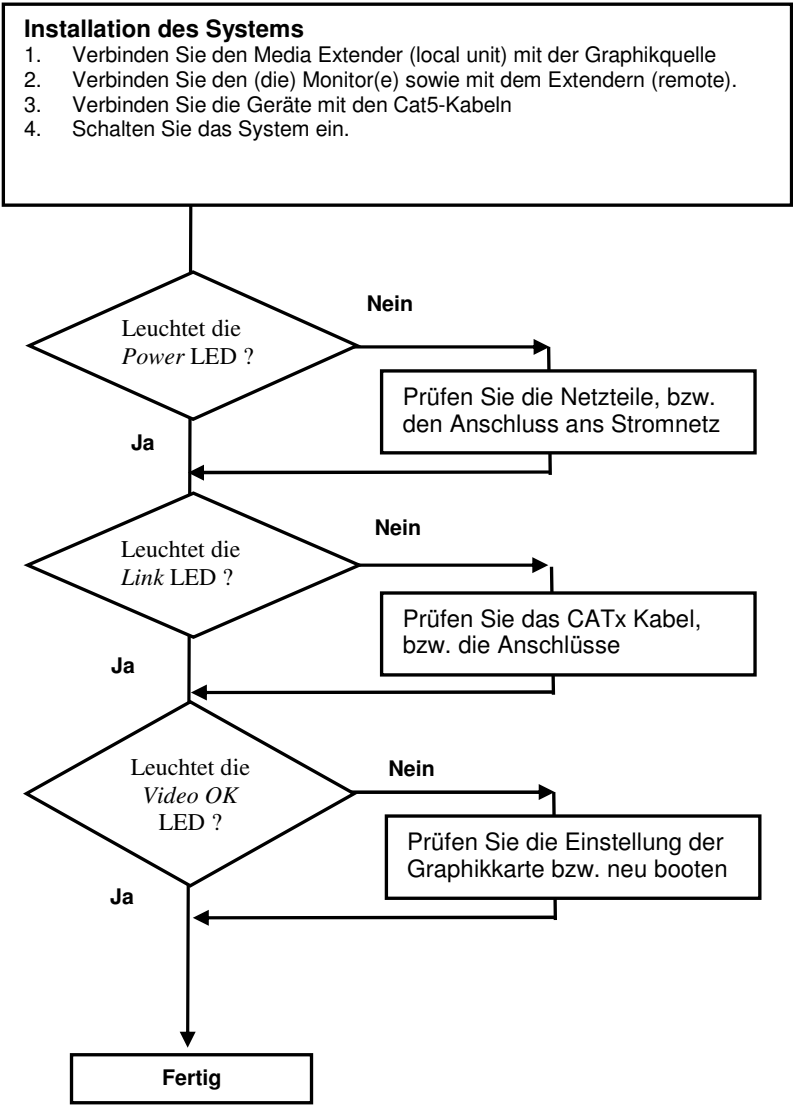 Installation des Systems
1. Verbinden Sie den Media Extender (local unit) mit der Graphikquelle
2. Verbinden Sie den (die) Monitor(e) sowie mit dem Extendern (remote).
3. Verbinden Sie die Geräte mit den Cat5-Kabeln
4. Schalten Sie das System ein.
Leuchtet die
Power LED ?
Nein
Prüfen Sie die Netzteile, bzw.
den Anschluss ans Stromnetz
Ja
Leuchtet die
Link LED ?
Nein
Prüfen Sie das CATx Kabel,
bzw. die Anschlüsse
Ja
Leuchtet die
Video OK
LED ?
Nein
Prüfen Sie die Einstellung der
Graphikkarte bzw. neu booten
Ja
Fertig